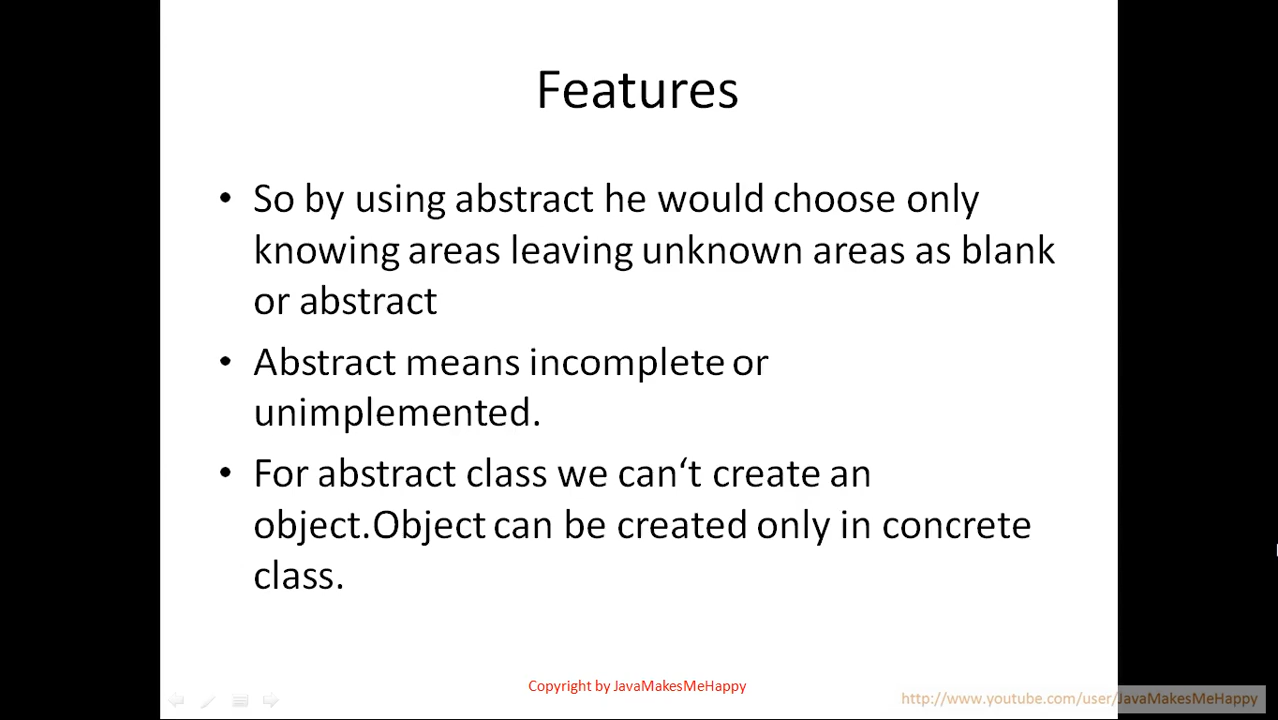 Features
• So by using abstract he would choose only
knowing areas leaving unknown areas as blank
or abstract
• Abstract means incomplete or
unimplemented.
• For abstract class we can‘t create an
object.Object can be created only in concrete
class.
Copyright by JavaMakesMeHappy
http://www.youtube.com/user/JavaMakesMeHappy